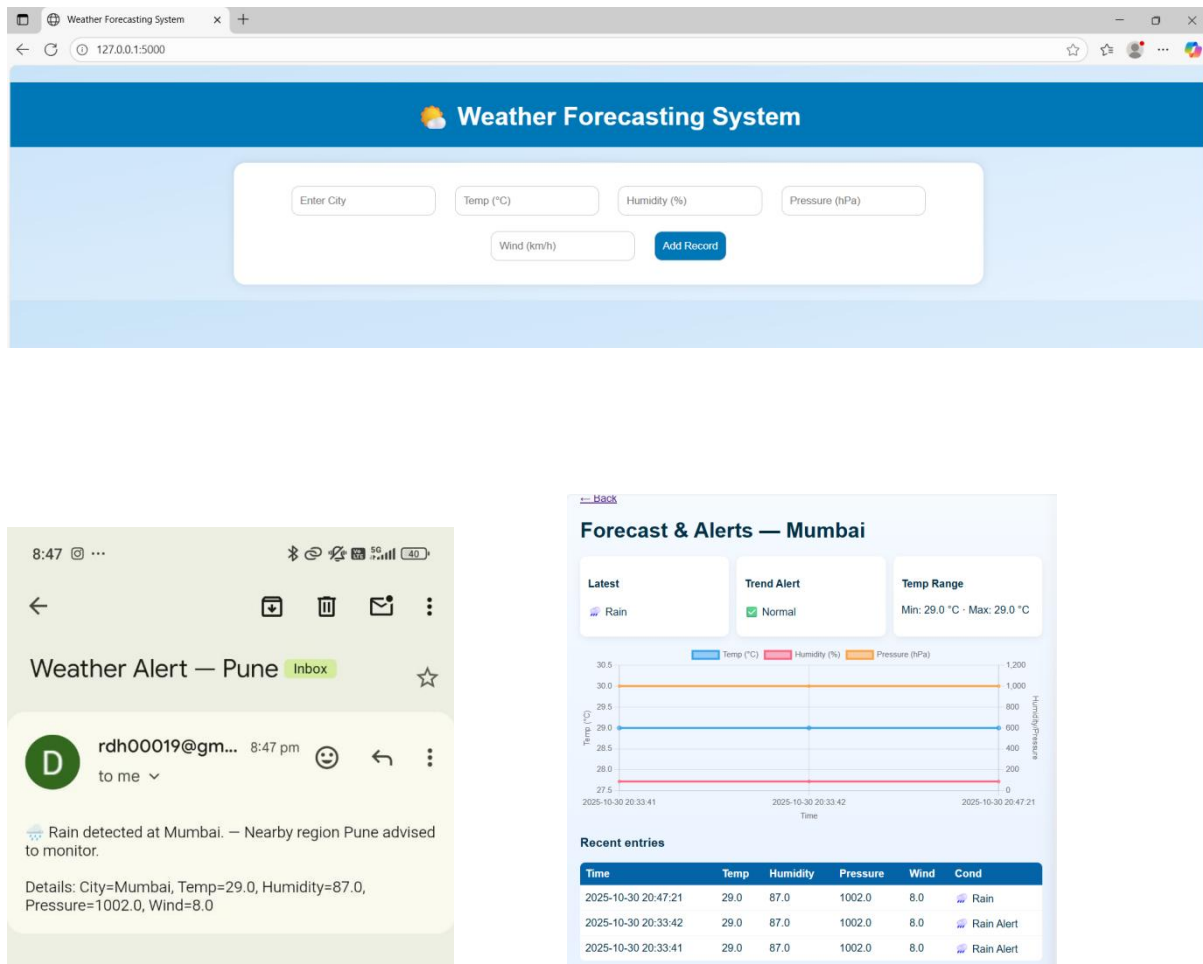 Weather Forecasting System
127.0.0.1:5000
Weather Forecasting System
Enter City
Temp (°C)
Humidity (%)
Pressure (hPa)
Wind (km/h)
Add Record
8:47
5G
40
Weather Alert — Pune Inbox
D
rdh00019@gm... 8:47 pm
to me
Rain detected at Mumbai. — Nearby region Pune advised
to monitor.
Details: City=Mumbai, Temp=29.0, Humidity=87.0,
Pressure=1002.0, Wind=8.0
← Back
Forecast & Alerts — Mumbai
Latest
Rain
Trend Alert
Normal
Temp Range
Min: 29.0 °C · Max: 29.0 °C
Temp (°C) Humidity (%) Pressure (hPa)
Temp (°C)
30.5
30.0
29.5
29.0
28.5
28.0
27.5
1,200
1,000
800
600
400
200
0
Humidity/Pressure
2025-10-30 20:33:41 2025-10-30 20:33:42 2025-10-30 20:47:21
Time
Recent entries
Time Temp Humidity Pressure Wind Cond
2025-10-30 20:47:21 29.0 87.0 1002.0 8.0 Rain
2025-10-30 20:33:42 29.0 87.0 1002.0 8.0 Rain Alert
2025-10-30 20:33:41 29.0 87.0 1002.0 8.0 Rain Alert